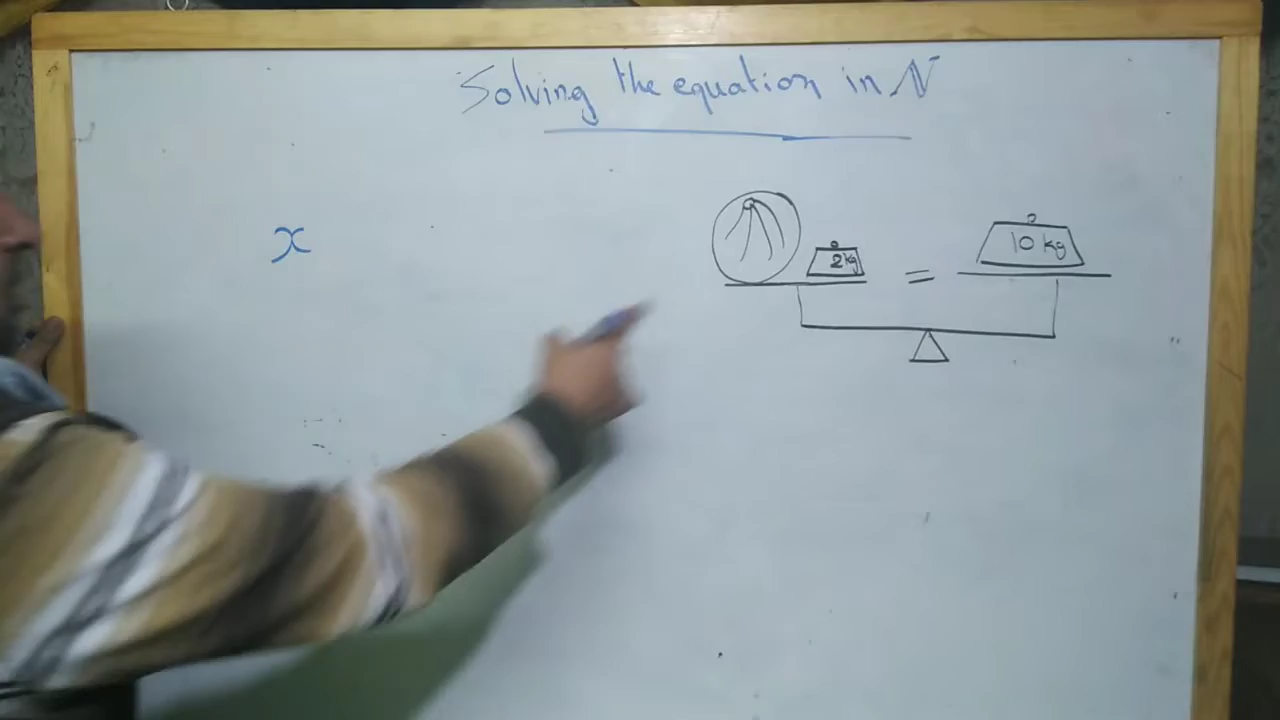 Solving the equation in ℕ
x
2 kg
=
10 kg